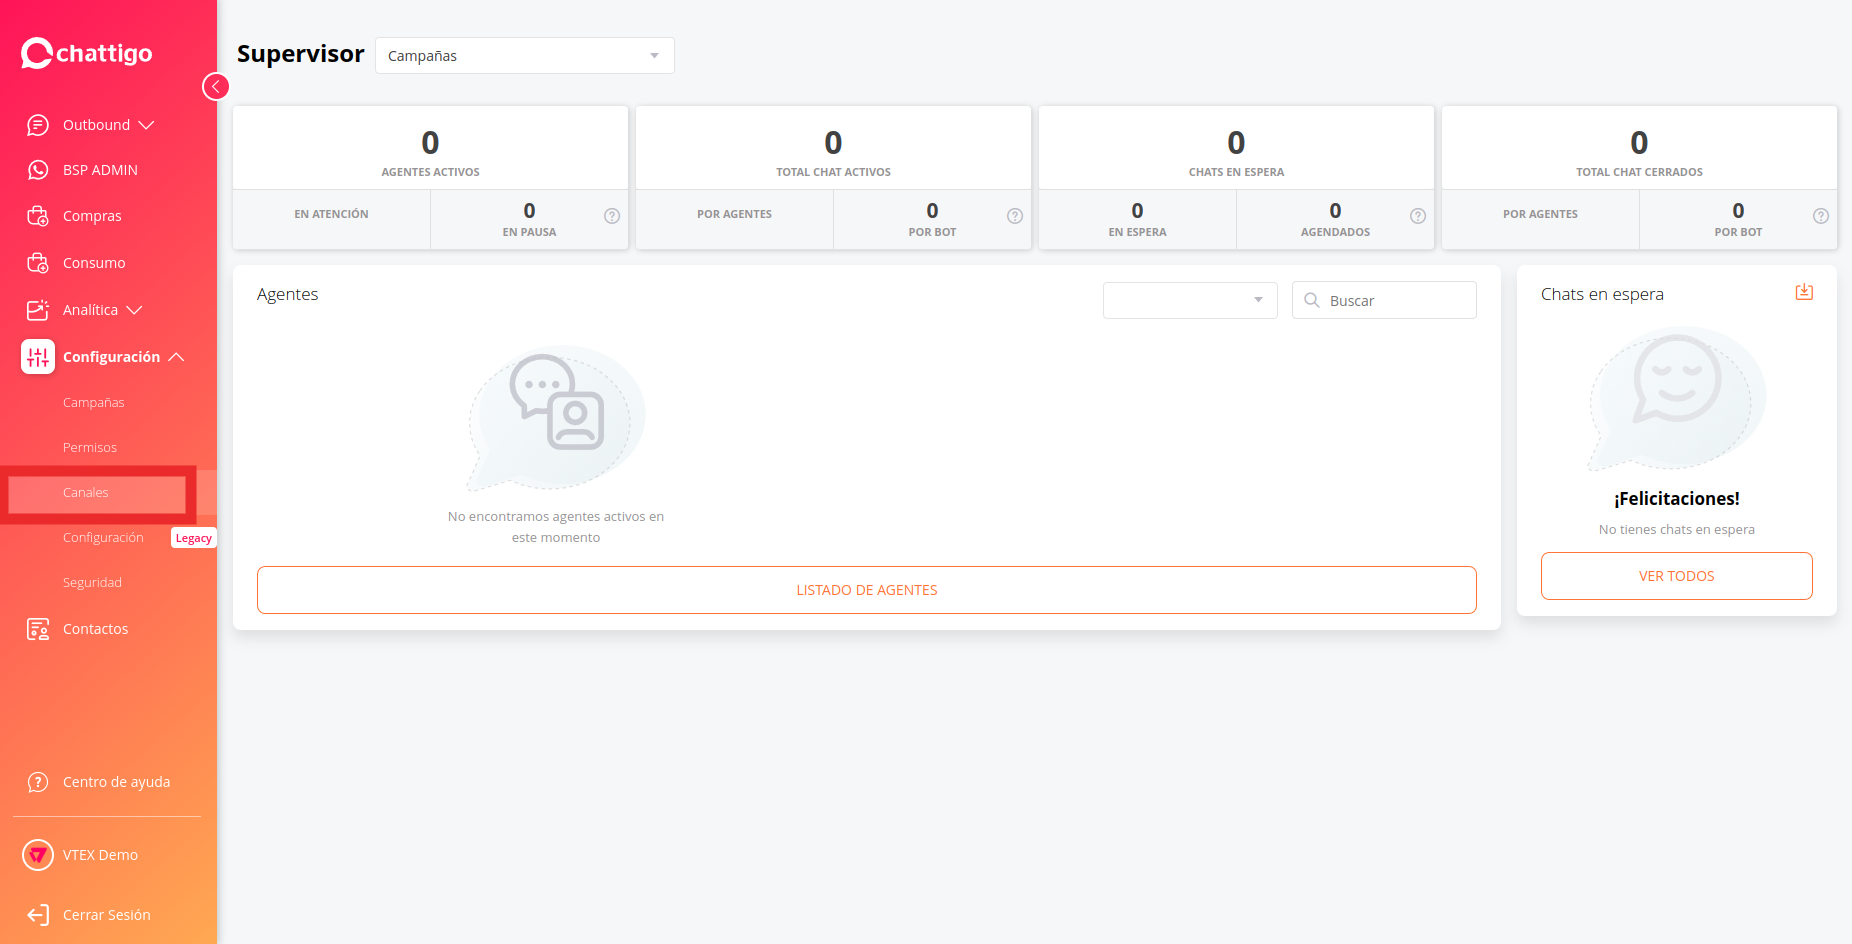 chattigo
Outbound
BSP ADMIN
Compras
Consumo
Analítica
Configuración
Campañas
Permisos
Canales
Configuración Legacy
Seguridad
Contactos
Centro de ayuda
VTEX Demo
Cerrar Sesión
Supervisor Campañas
0
AGENTES ACTIVOS
EN ATENCIÓN
0
EN PAUSA
?
0
TOTAL CHAT ACTIVOS
POR AGENTES
0
POR BOT
?
0
CHATS EN ESPERA
0
EN ESPERA
0
AGENDADOS
?
0
TOTAL CHAT CERRADOS
POR AGENTES
0
POR BOT
?
Agentes
Buscar
No encontramos agentes activos en
este momento
LISTADO DE AGENTES
Chats en espera
¡Felicitaciones!
No tienes chats en espera
VER TODOS